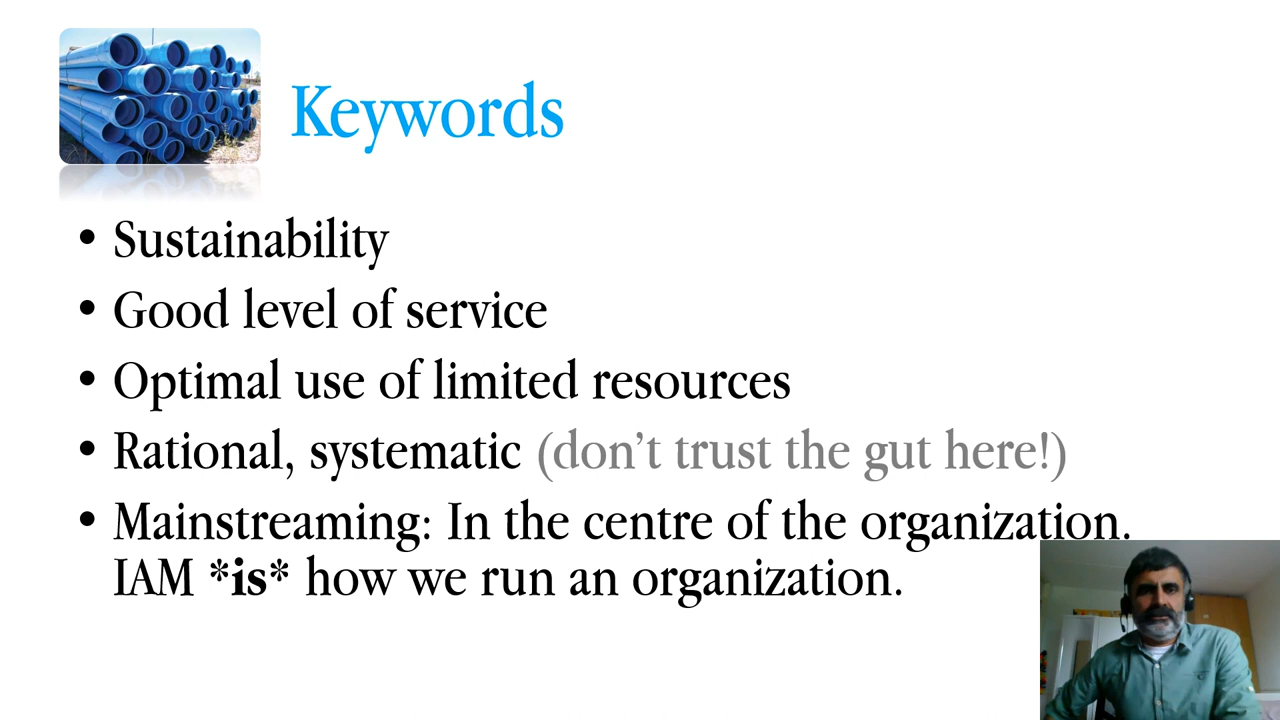 Keywords
• Sustainability
• Good level of service
• Optimal use of limited resources
• Rational, systematic (don’t trust the gut here!)
• Mainstreaming: In the centre of the organization.
IAM *is* how we run an organization.